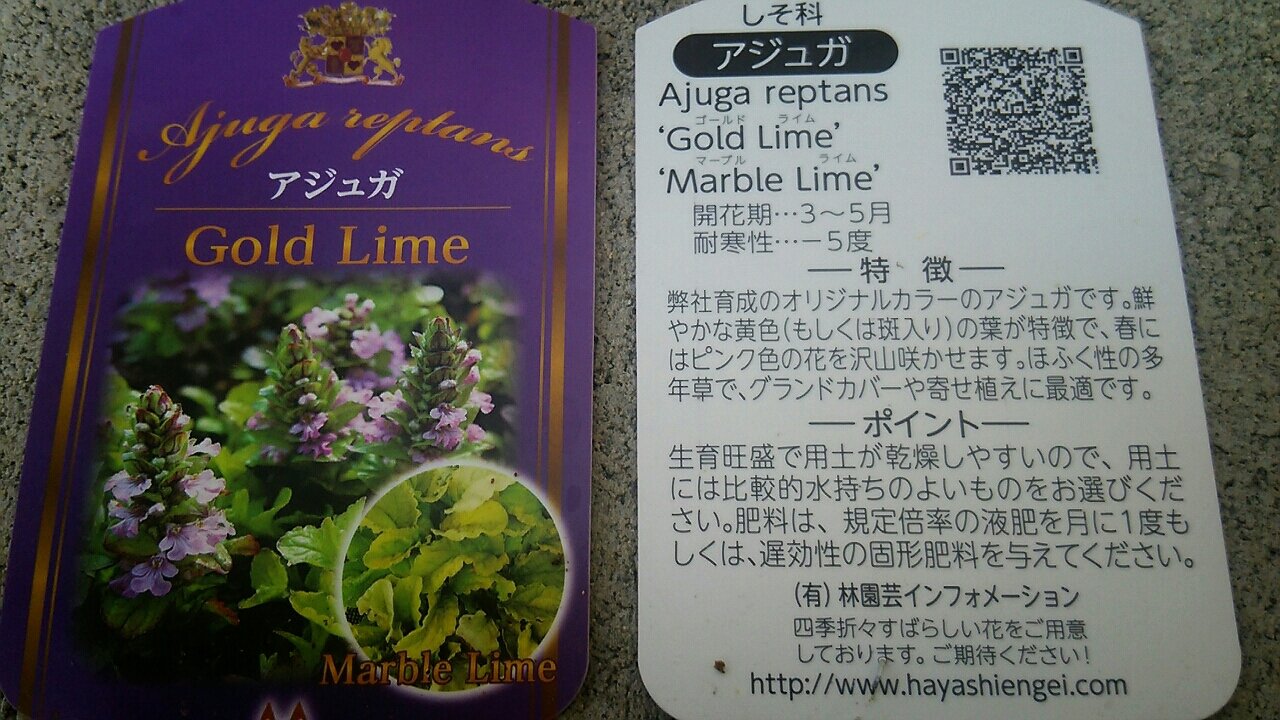 Ajuga reptans
アジュガ
Gold Lime
Marble Lime
しそ科
アジュガ
Ajuga reptans
ゴールド ライム
‘Gold Lime’
マーブル ライム
‘Marble Lime’
開花期…3〜5月
耐寒性…−5度
―特 徴―
弊社育成のオリジナルカラーのアジュガです。鮮
やかな黄色(もしくは斑入り)の葉が特徴で、春に
はピンク色の花を沢山咲かせます。ほふく性の多
年草で、グランドカバーや寄せ植えに最適です。
―ポイント―
生育旺盛で用土が乾燥しやすいので、用土
には比較的水持ちのよいものをお選びくだ
さい。肥料は、規定倍率の液肥を月に1度も
しくは、遅効性の固形肥料を与えてください。
(有)林園芸インフォメーション
四季折々すばらしい花をご用意
しております。ご期待ください!
http://www.hayashiengei.com